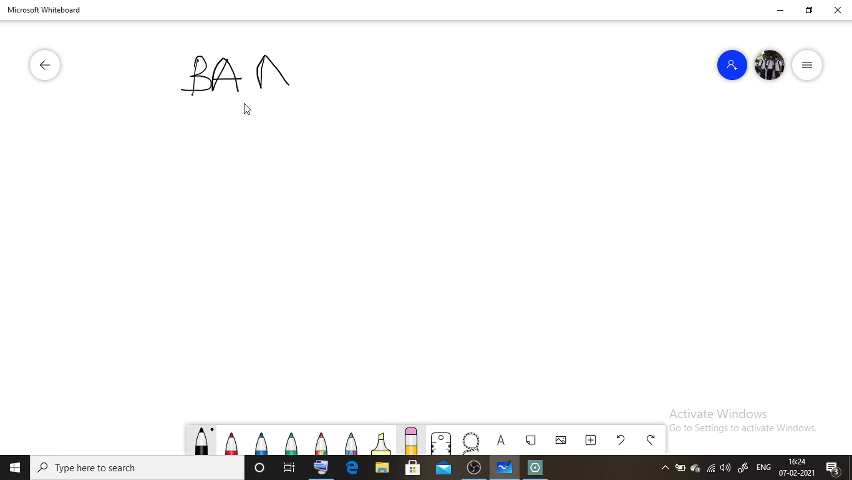 Microsoft Whiteboard
BA
Activate Windows
Go to Settings to activate Windows.
A
Type here to search
ENG
16:24
07-02-2021
3